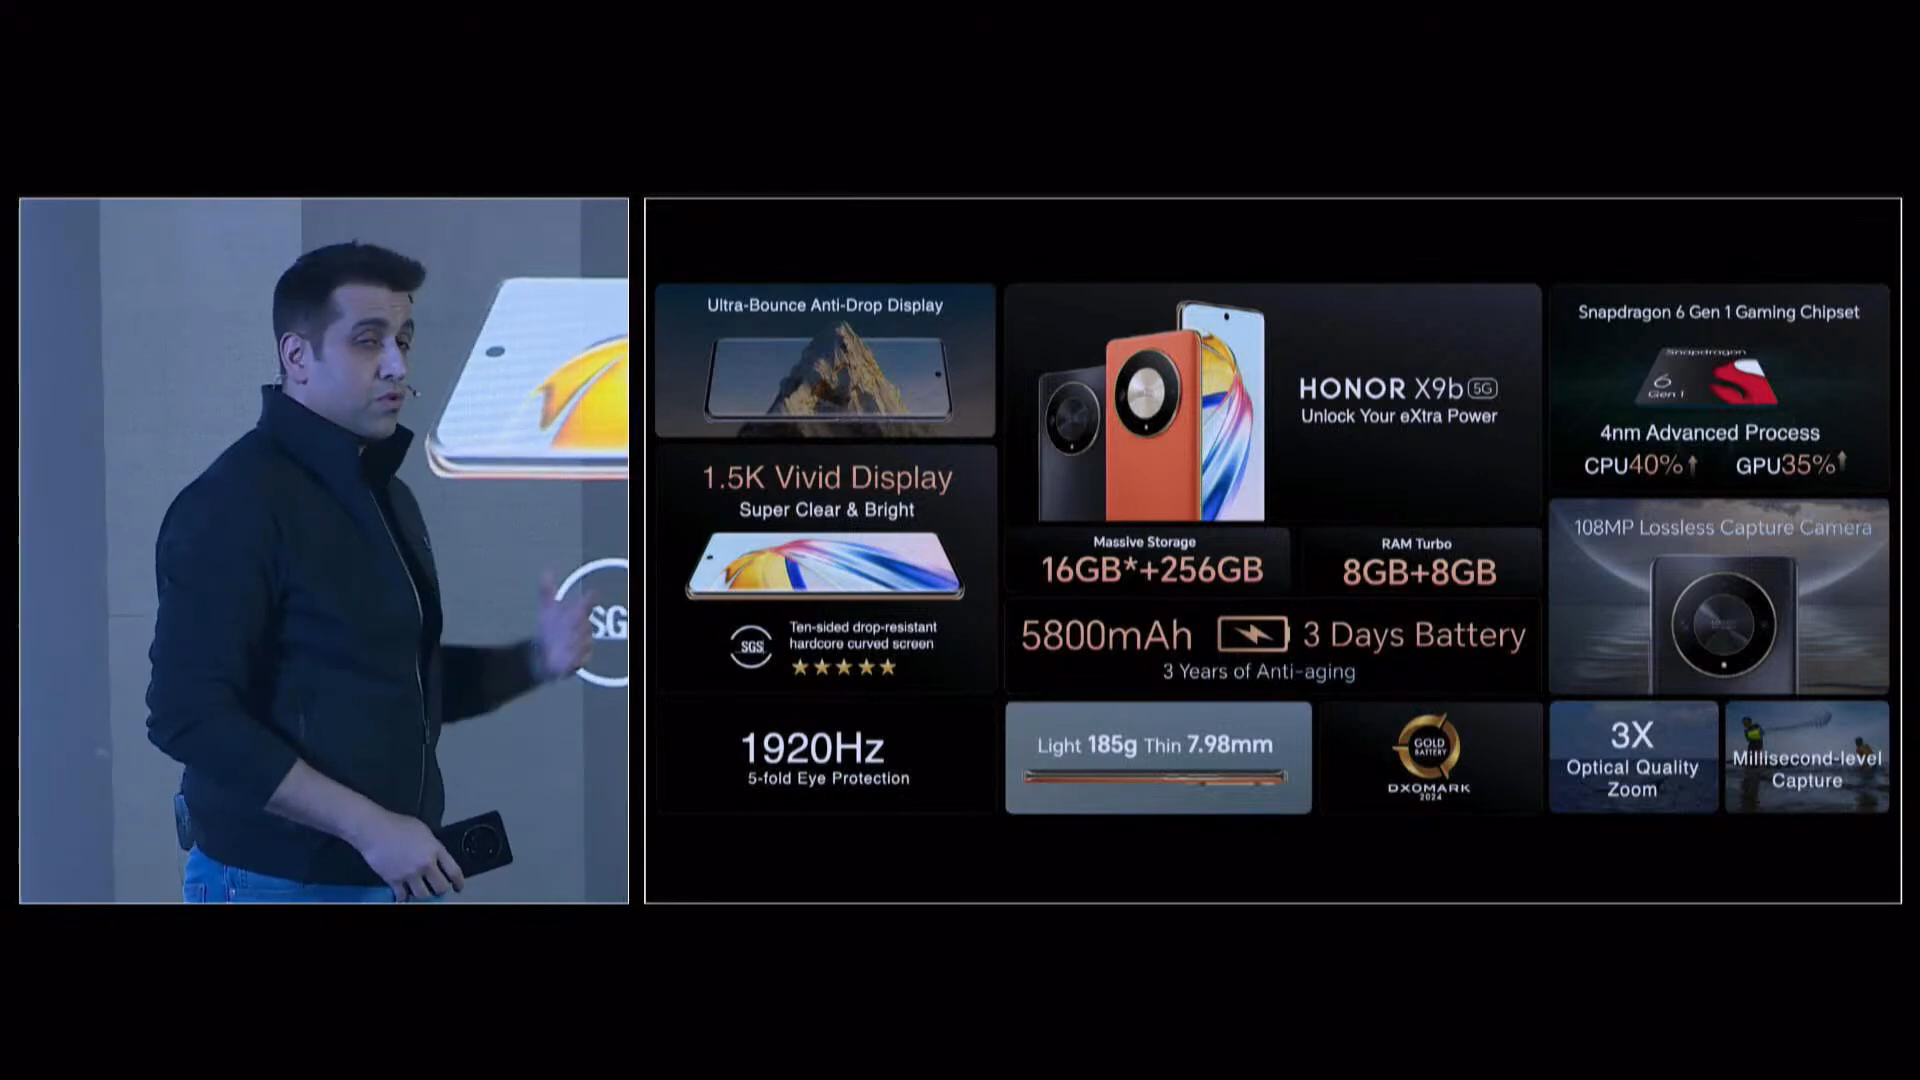 SG
Ultra-Bounce Anti-Drop Display
1.5K Vivid Display
Super Clear & Bright
SGS
Ten-sided drop-resistant
hardcore curved screen
1920Hz
5-fold Eye Protection
HONOR X9b 5G
Unlock Your eXtra Power
Massive Storage
16GB*+256GB
RAM Turbo
8GB+8GB
5800mAh 3 Days Battery
3 Years of Anti-aging
Light 185g Thin 7.98mm
GOLD
BATTERY
DXOMARK
2024
Snapdragon 6 Gen 1 Gaming Chipset
Snapdragon
6
Gen 1
4nm Advanced Process
CPU40%↑ GPU35%↑
108MP Lossless Capture Camera
3X
Optical Quality
Zoom
Millisecond-level
Capture